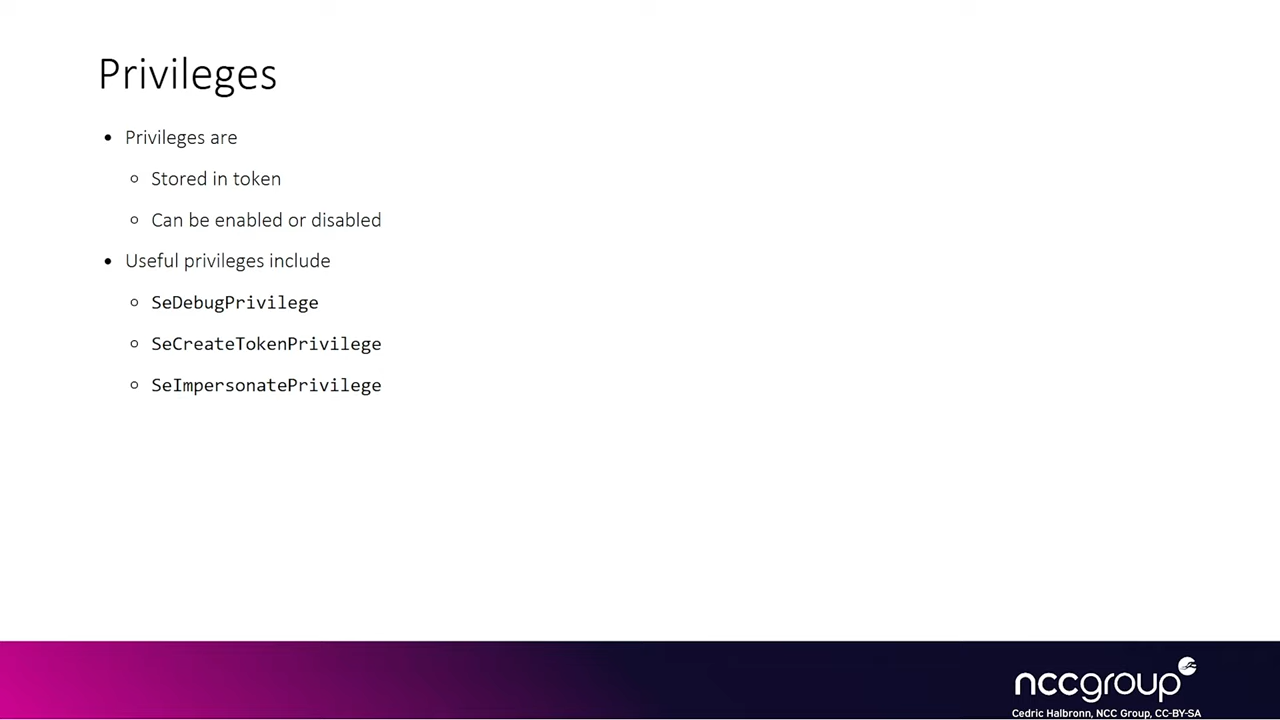 Privileges
• Privileges are
○ Stored in token
○ Can be enabled or disabled
• Useful privileges include
○ SeDebugPrivilege
○ SeCreateTokenPrivilege
○ SeImpersonatePrivilege
nccgroup
Cedric Halbronn, NCC Group, CC-BY-SA